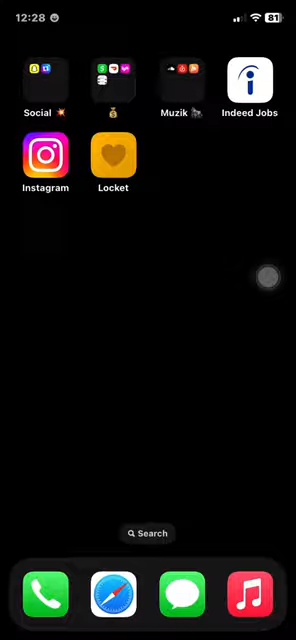 12:28
81
Social 💥
💰
Muzik 🦍
Indeed Jobs
Instagram
Locket
Search